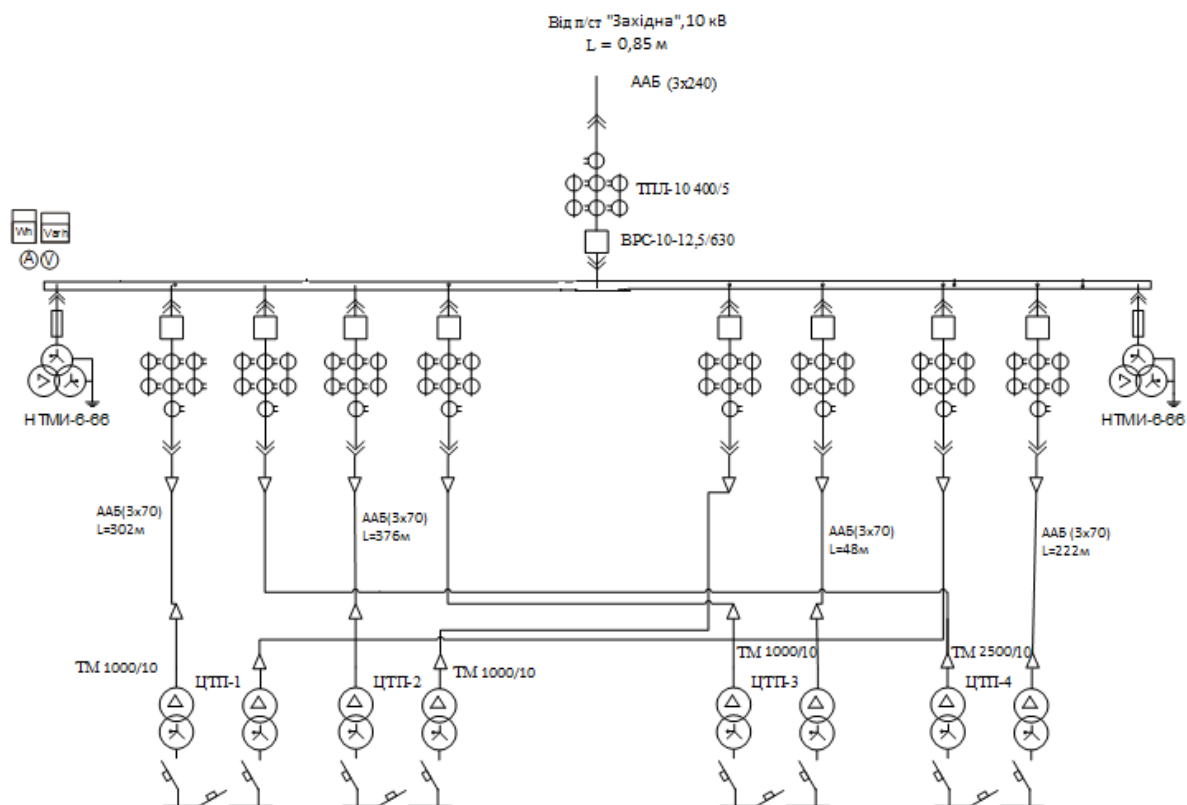 Від п/ст "Західна",10 кВ
L = 0,85 м
ААБ (3х240)
ТПЛ-10 400/5
ВРС-10-12,5/630
Wh
Varh
A
V
НТМИ-6-66
НТМИ-6-66
ААБ(3х70)
L=302м
ААБ(3х70)
L=376м
ААБ(3х70)
L=48м
ААБ (3х70)
L=222м
ТМ 1000/10
ЦТП-1
ЦТП-2
ТМ 1000/10
ТМ 1000/10
ЦТП-3
ТМ 2500/10
ЦТП-4